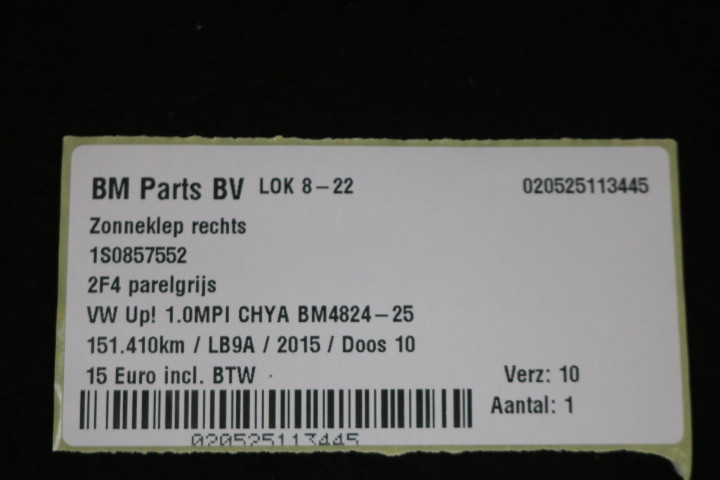 BM Parts BV LOK 8-22 020525113445
Zonneklep rechts
1S0857552
2F4 parelgrijs
VW Up! 1.0MPI CHYA BM4824-25
151.410km / LB9A / 2015 / Doos 10
15 Euro incl. BTW Verz: 10
Aantal: 1
020525113445